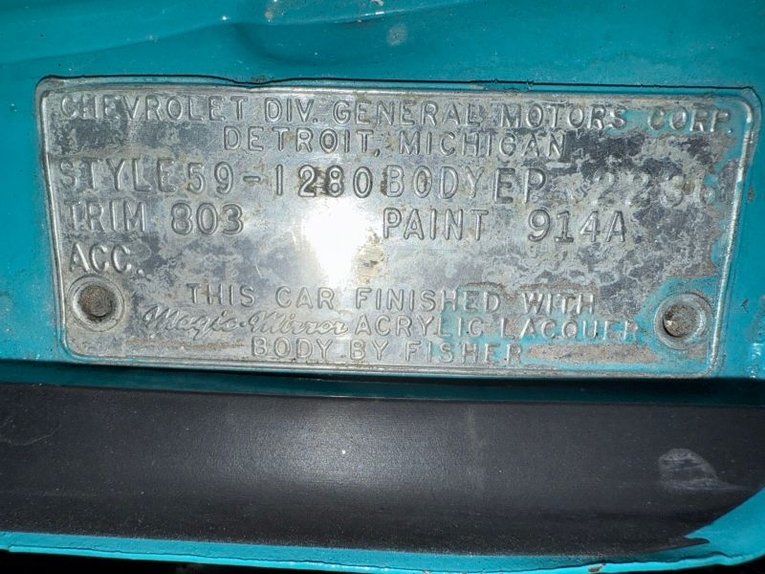 CHEVROLET DIV. GENERAL MOTORS CORP.
DETROIT, MICHIGAN
STYLE 59-1280 BODY EP
TRIM 803 PAINT 914A
ACC.
THIS CAR FINISHED WITH
Magic-Mirror ACRYLIC LACQUER
BODY BY FISHER